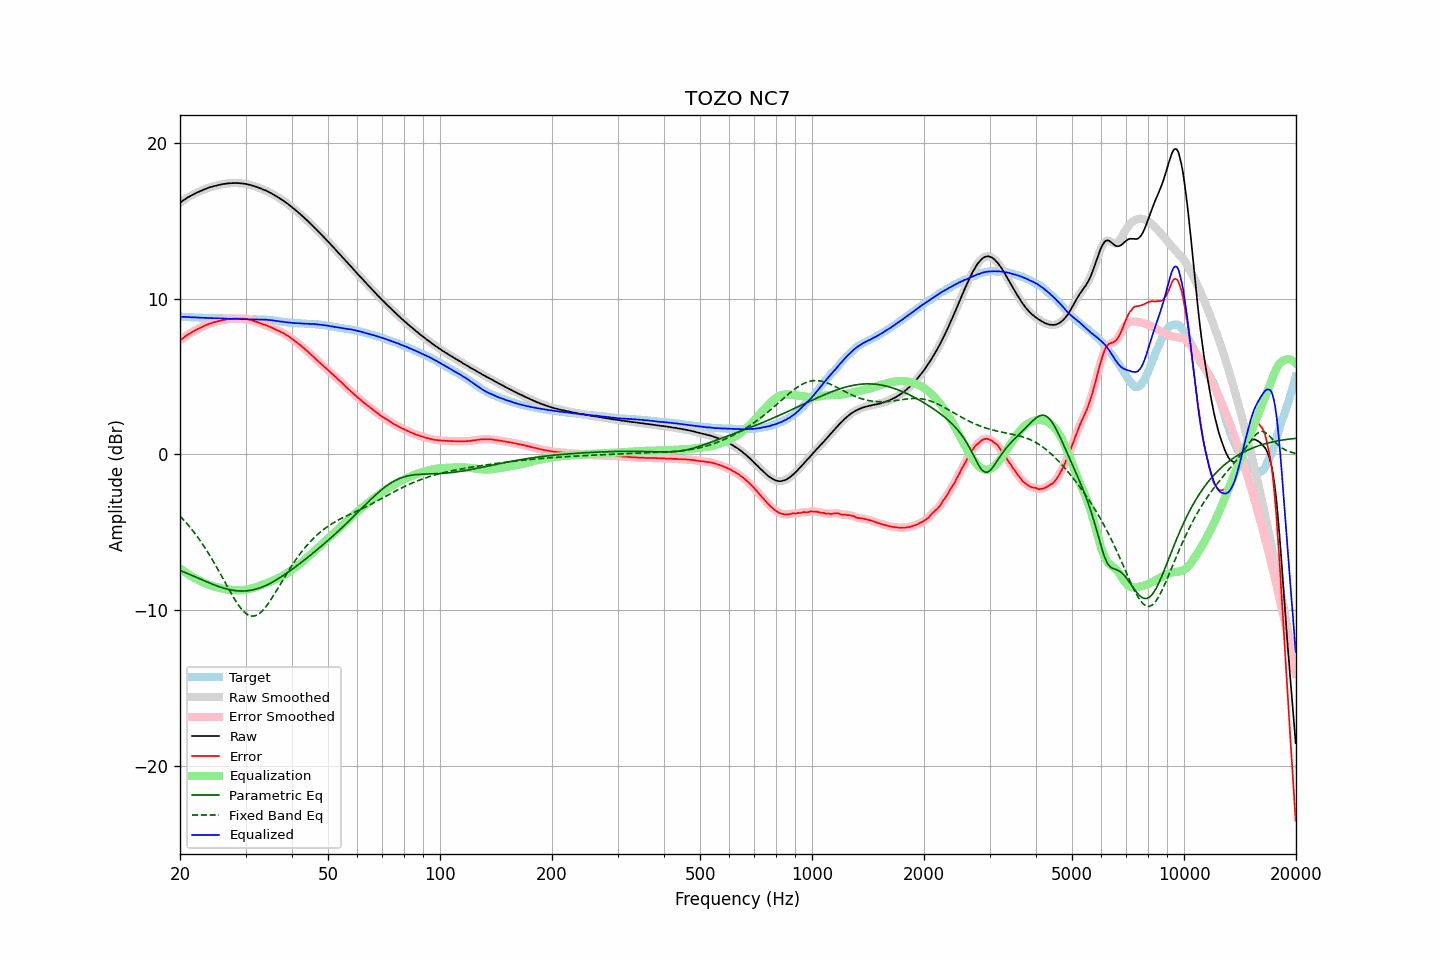 TOZO NC7
Amplitude (dBr)
20
10
0
−10
−20
Target
Raw Smoothed
Error Smoothed
Raw
Error
Equalization
Parametric Eq
Fixed Band Eq
Equalized
20 50 100 200 500 1000 2000 5000 10000 20000
Frequency (Hz)